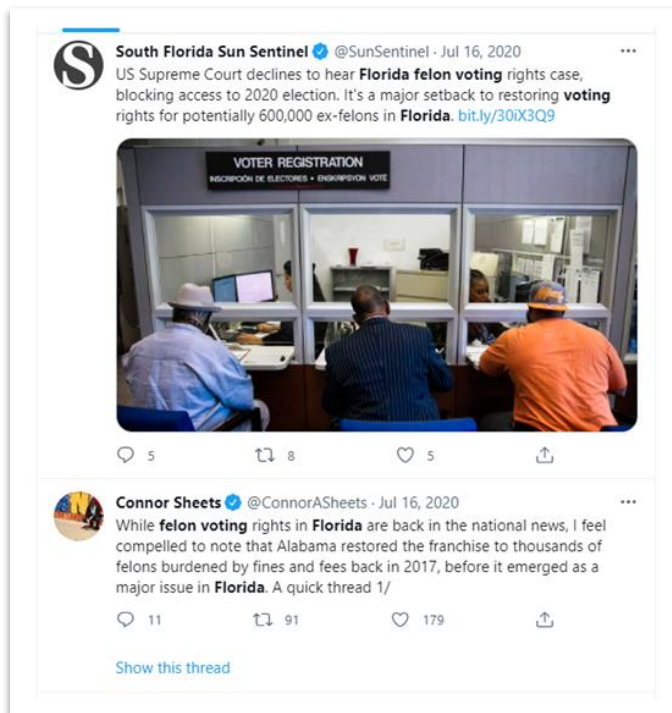 South Florida Sun Sentinel @SunSentinel · Jul 16, 2020
US Supreme Court declines to hear Florida felon voting rights case,
blocking access to 2020 election. It's a major setback to restoring voting
rights for potentially 600,000 ex-felons in Florida. bit.ly/30iX3Q9
VOTER REGISTRATION
INSCRIPCIÓN DE ELECTORES • ENSKRIPSYON VOTÈ
5 8 5
Connor Sheets @ConnorASheets · Jul 16, 2020
While felon voting rights in Florida are back in the national news, I feel
compelled to note that Alabama restored the franchise to thousands of
felons burdened by fines and fees back in 2017, before it emerged as a
major issue in Florida. A quick thread 1/
11 91 179
Show this thread